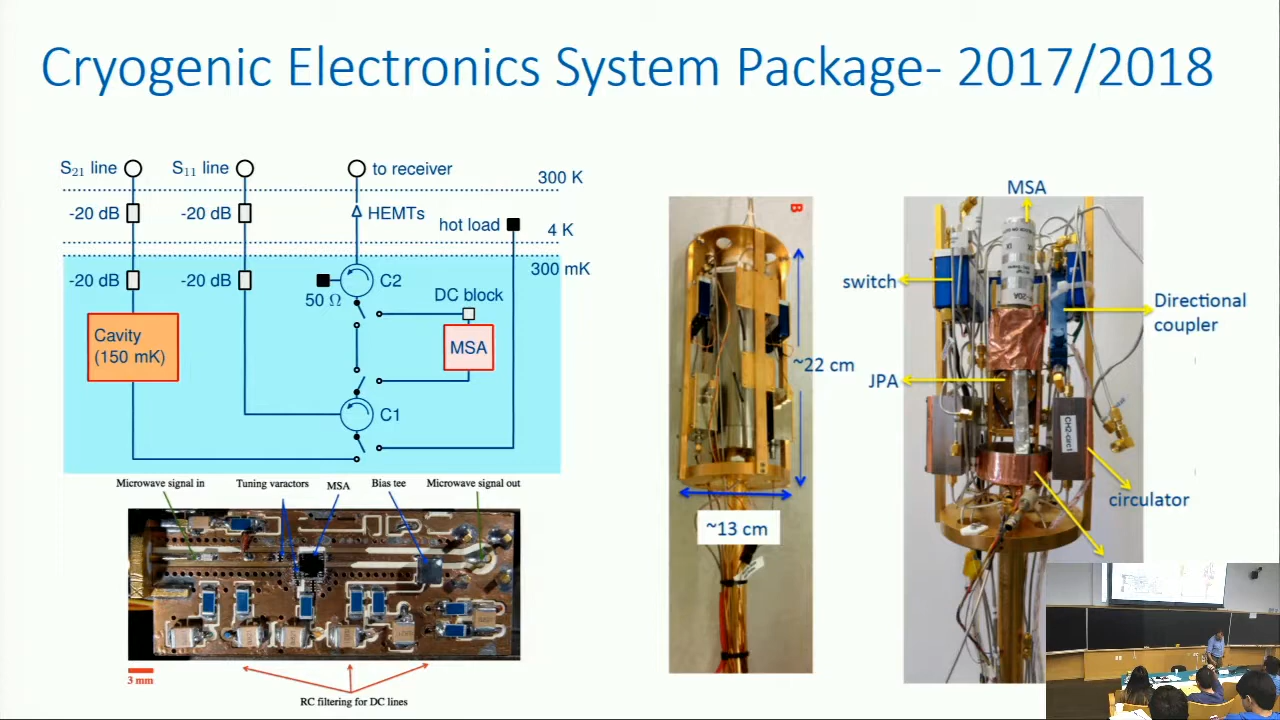 Cryogenic Electronics System Package- 2017/2018
S21 line
S11 line
to receiver
300 K
-20 dB
-20 dB
HEMTs
hot load
4 K
300 mK
-20 dB
-20 dB
C2
50 Ω
DC block
Cavity
(150 mK)
MSA
C1
Microwave signal in
Tuning varactors
MSA
Bias tee
Microwave signal out
3 mm
RC filtering for DC lines
~22 cm
~13 cm
MSA
switch
Directional
coupler
JPA
CH2-circ1
circulator